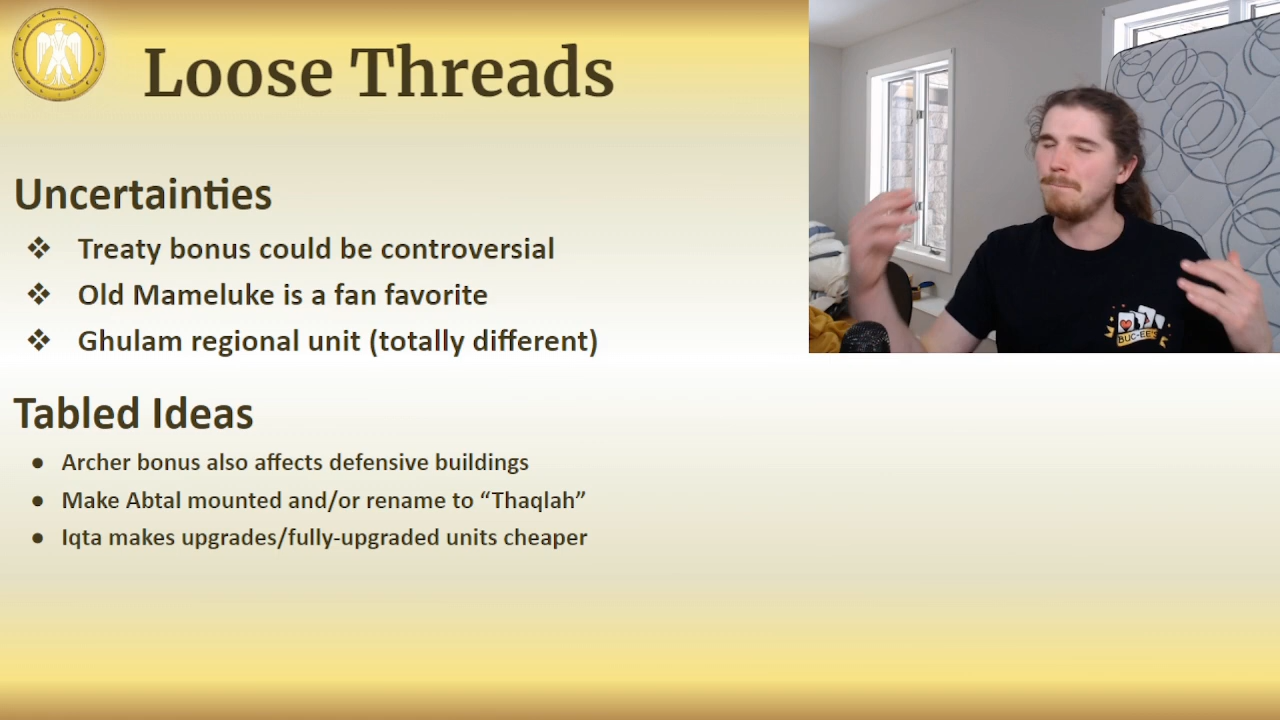 Loose Threads
Uncertainties
❖ Treaty bonus could be controversial
❖ Old Mameluke is a fan favorite
❖ Ghulam regional unit (totally different)
Tabled Ideas
● Archer bonus also affects defensive buildings
● Make Abtal mounted and/or rename to “Thaqlah”
● Iqta makes upgrades/fully-upgraded units cheaper
BUC-EE'S